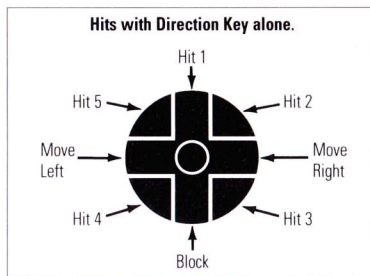 Hits with Direction Key alone.
Hit 1
Hit 5
Hit 2
Move
Left
Move
Right
Hit 4
Hit 3
Block